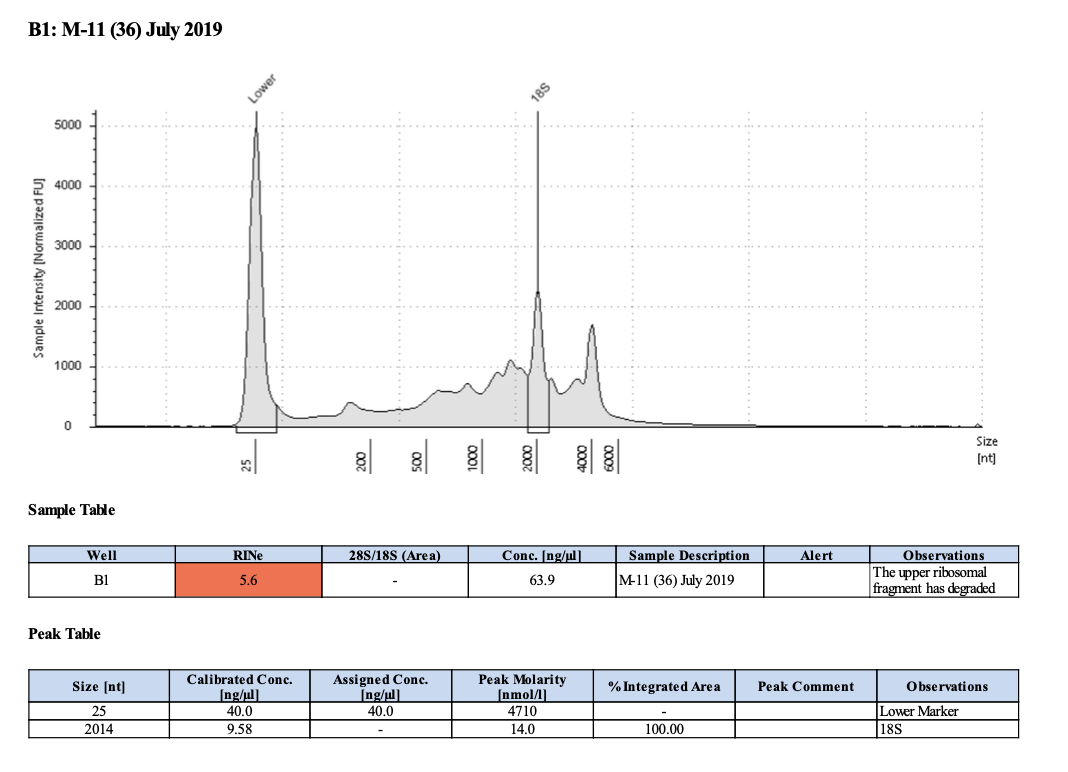 B1: M-11 (36) July 2019
Lower
18S
Sample Intensity [Normalized FU]
5000
4000
3000
2000
1000
0
25
200
500
1000
2000
4000
6000
Size
[nt]
Sample Table
Well RINe 28S/18S (Area) Conc. [ng/µl] Sample Description Alert Observations
B1 5.6 - 63.9 M-11 (36) July 2019 The upper ribosomal
fragment has degraded
Peak Table
Size [nt] Calibrated Conc. [ng/µl] Assigned Conc. [ng/µl] Peak Molarity [nmol/l] % Integrated Area Peak Comment Observations
25 40.0 40.0 4710 - Lower Marker
2014 9.58 - 14.0 100.00 18S